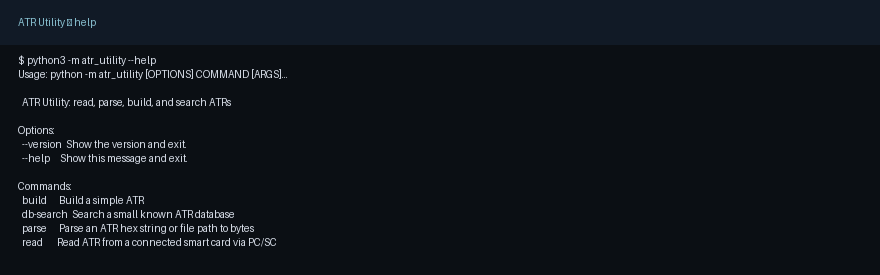 ATR Utility help
$ python3 -m atr_utility --help
Usage: python -m atr_utility [OPTIONS] COMMAND [ARGS]...
ATR Utility: read, parse, build, and search ATRs
Options:
--version  Show the version and exit.
--help  Show this message and exit.
Commands:
build  Build a simple ATR
db-search  Search a small known ATR database
parse  Parse an ATR hex string or file path to bytes
read  Read ATR from a connected smart card via PC/SC